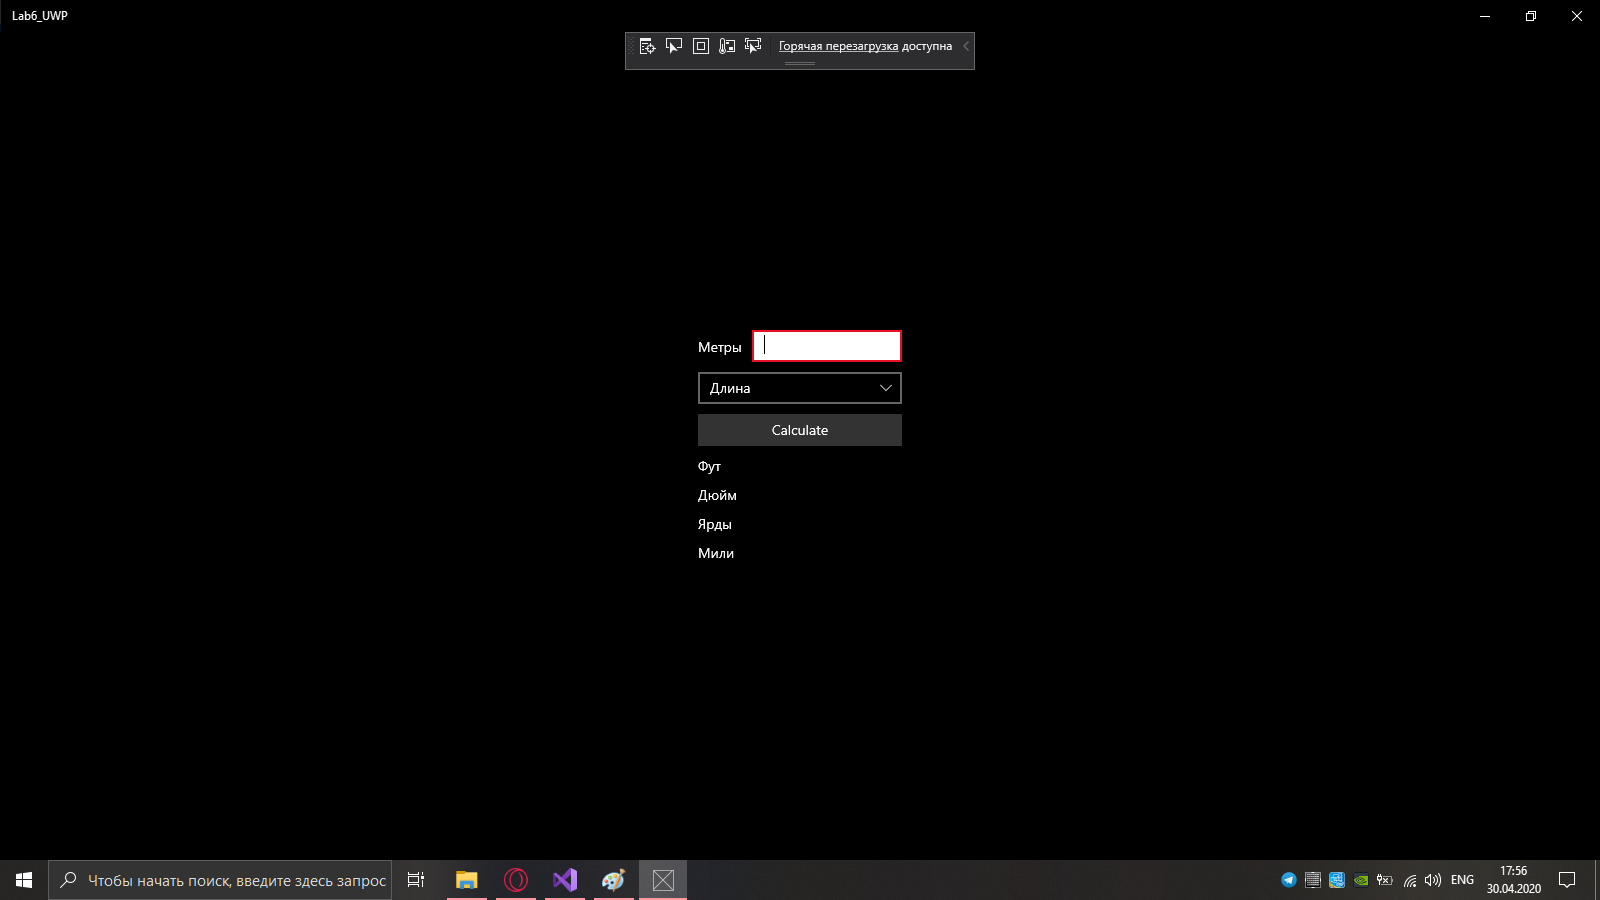 Lab6_UWP
Горячая перезагрузка доступна
Метры
Длина
Calculate
Фут
Дюйм
Ярды
Мили
Чтобы начать поиск, введите здесь запрос
ENG
17:56
30.04.2020